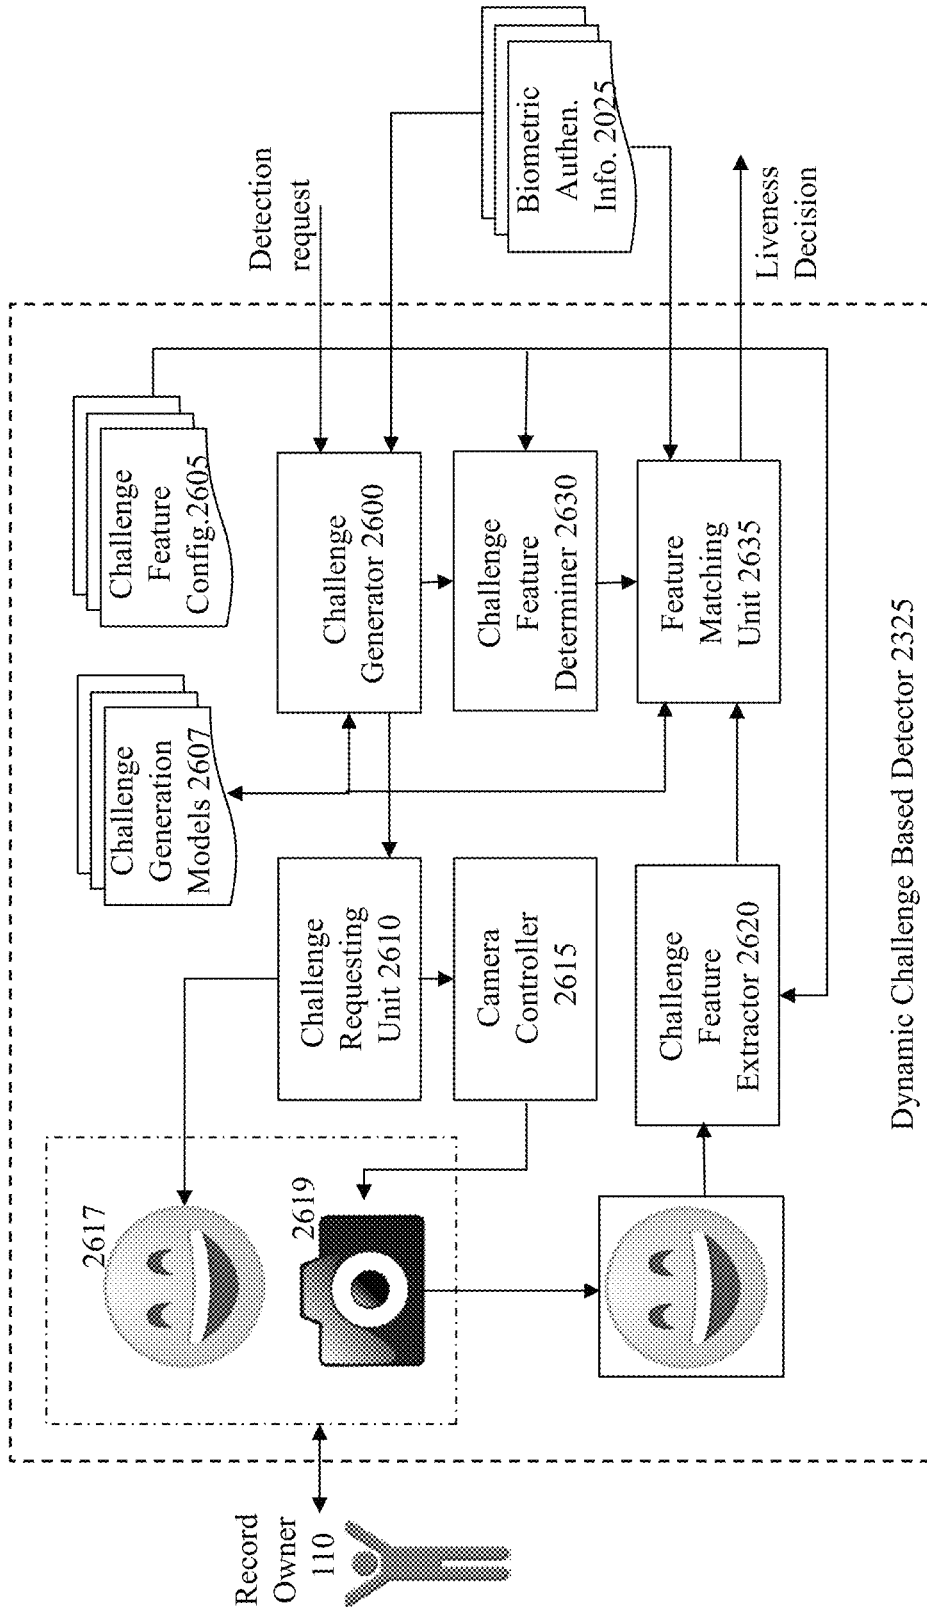 Record
Owner
110
2617
2619
Challenge
Requesting
Unit 2610
Camera
Controller
2615
Challenge
Feature
Extractor 2620
Challenge
Generation
Models 2607
Challenge
Feature
Config.2605
Challenge
Generator 2600
Challenge
Feature
Determiner 2630
Feature
Matching
Unit 2635
Detection
request
Biometric
Authen.
Info. 2025
Liveness
Decision
Dynamic Challenge Based Detector 2325